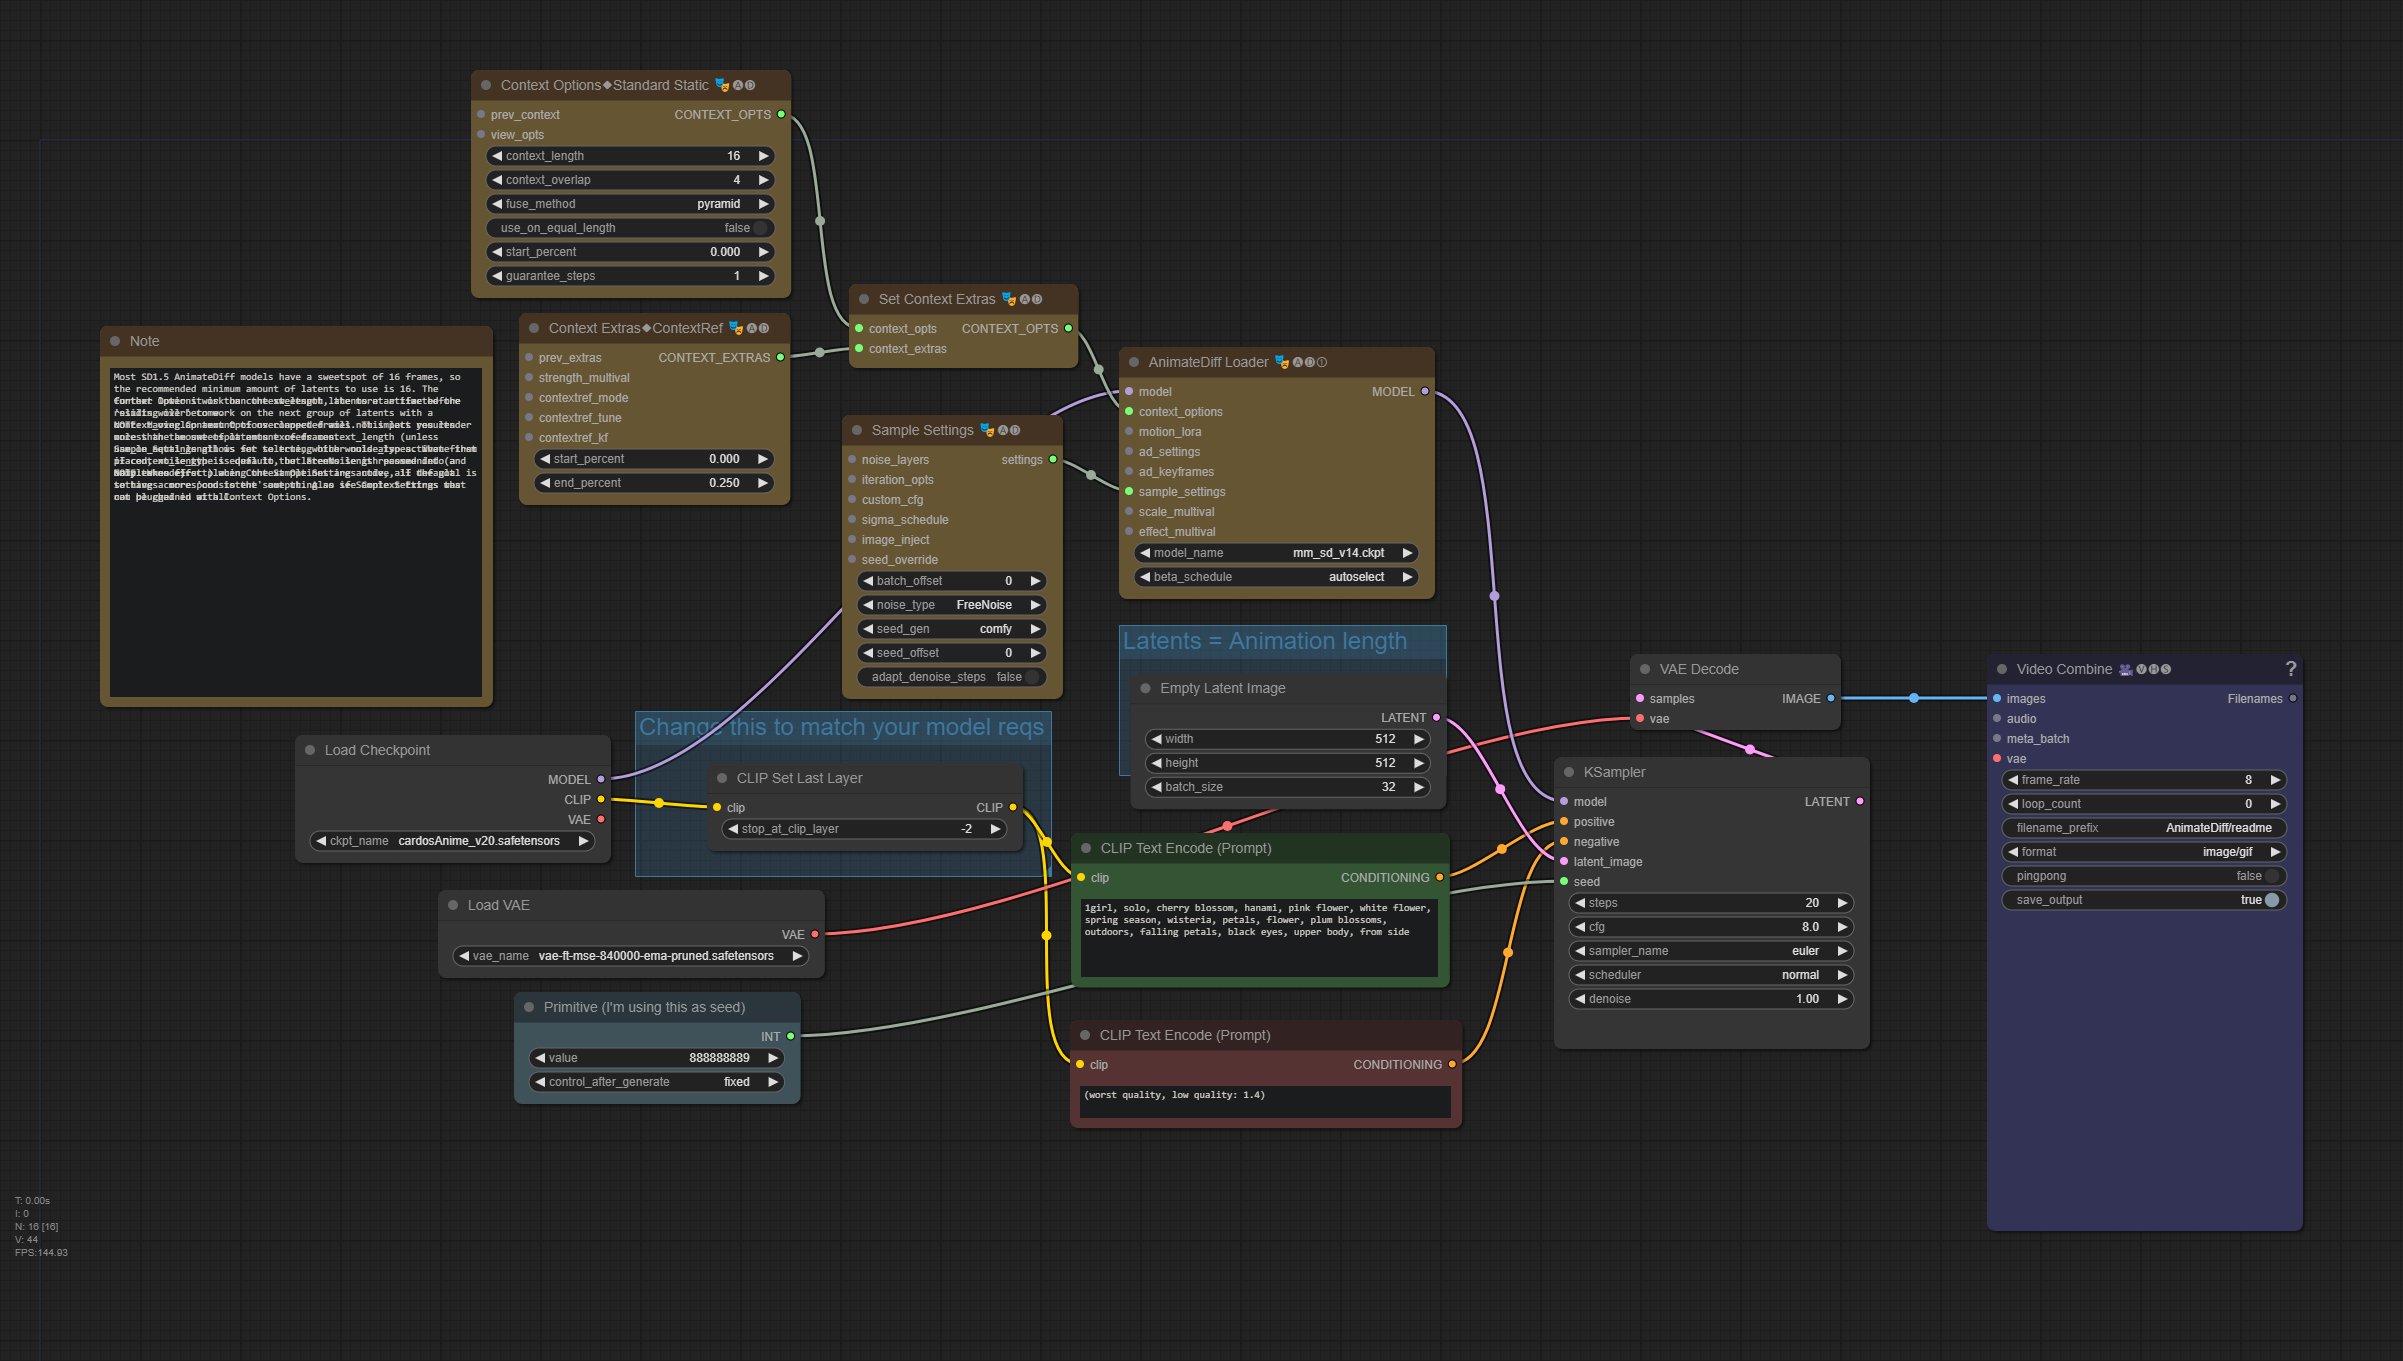 Context Options◆Standard Static 🎭🅐🅓
prev_context CONTEXT_OPTS
view_opts
context_length 16
context_overlap 4
fuse_method pyramid
use_on_equal_length false
start_percent 0.000
guarantee_steps 1
Set Context Extras 🎭🅐🅓
context_opts CONTEXT_OPTS
context_extras
Context Extras◆ContextRef 🎭🅐🅓
prev_extras CONTEXT_EXTRAS
strength_multival
contextref_mode
contextref_tune
contextref_kf
start_percent 0.000
end_percent 0.250
Note
Most SD1.5 AnimateDiff models have a sweetspot of 16 frames, so
the recommended minimum amount of latents to use is 16. The
AnimateDiff Loader 🎭🅐🅓①
model MODEL
context_options
motion_lora
ad_settings
ad_keyframes
sample_settings
scale_multival
effect_multival
model_name mm_sd_v14.ckpt
beta_schedule autoselect
Sample Settings 🎭🅐🅓
noise_layers settings
iteration_opts
custom_cfg
sigma_schedule
image_inject
seed_override
batch_offset 0
noise_type FreeNoise
seed_gen comfy
seed_offset 0
adapt_denoise_steps false
Latents = Animation length
Empty Latent Image
LATENT
width 512
height 512
batch_size 32
VAE Decode
samples IMAGE
vae
Video Combine 🎥🅥🅗🅢 ?
images Filenames
audio
meta_batch
vae
frame_rate 8
loop_count 0
filename_prefix AnimateDiff/readme
format image/gif
pingpong false
save_output true
Change this to match your model reqs
Load Checkpoint
MODEL
CLIP
VAE
ckpt_name cardosAnime_v20.safetensors
CLIP Set Last Layer
clip CLIP
stop_at_clip_layer -2
KSampler
model LATENT
positive
negative
latent_image
seed
steps 20
cfg 8.0
sampler_name euler
scheduler normal
denoise 1.00
CLIP Text Encode (Prompt)
clip CONDITIONING
1girl, solo, cherry blossom, hanami, pink flower, white flower,
spring season, wisteria, petals, flower, plum blossoms,
outdoors, falling petals, black eyes, upper body, from side
Load VAE
VAE
vae_name vae-ft-mse-840000-ema-pruned.safetensors
Primitive (I'm using this as seed)
INT
value 888888889
control_after_generate fixed
CLIP Text Encode (Prompt)
clip CONDITIONING
(worst quality, low quality: 1.4)
T: 0.00s
I: 0
N: 16 [16]
V: 44
FPS:144.93